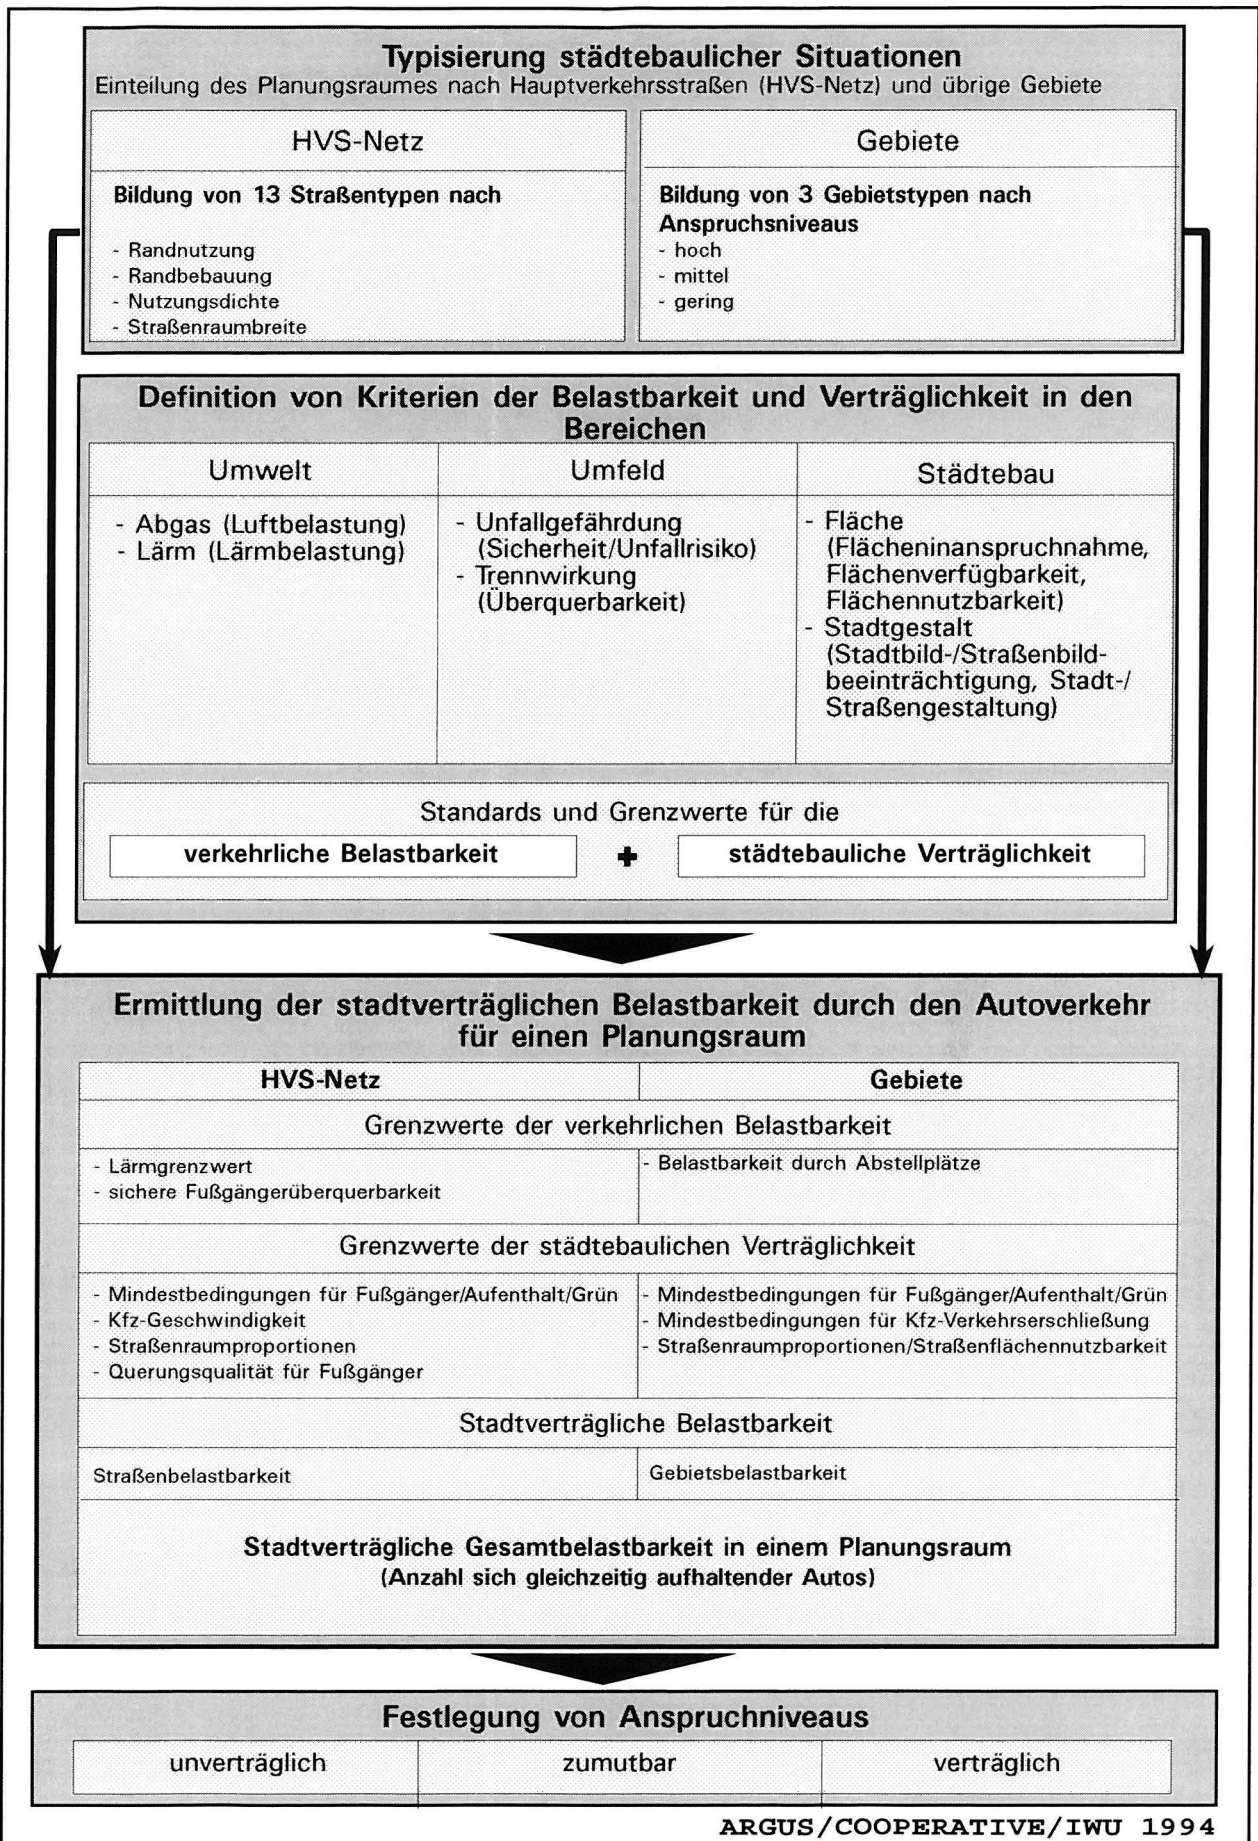 Typisierung städtebaulicher Situationen
Einteilung des Planungsraumes nach Hauptverkehrsstraßen (HVS-Netz) und übrige Gebiete
HVS-Netz
Bildung von 13 Straßentypen nach
- Randnutzung
- Randbebauung
- Nutzungsdichte
- Straßenraumbreite
Gebiete
Bildung von 3 Gebietstypen nach
Anspruchsniveaus
- hoch
- mittel
- gering
Definition von Kriterien der Belastbarkeit und Verträglichkeit in den
Bereichen
Umwelt
- Abgas (Luftbelastung)
- Lärm (Lärmbelastung)
Umfeld
- Unfallgefährdung
(Sicherheit/Unfallrisiko)
- Trennwirkung
(Überquerbarkeit)
Städtebau
- Fläche
(Flächeninanspruchnahme,
Flächenverfügbarkeit,
Flächennutzbarkeit)
- Stadtgestalt
(Stadtbild-/Straßenbild-
beeinträchtigung, Stadt-/
Straßengestaltung)
Standards und Grenzwerte für die
verkehrliche Belastbarkeit + städtebauliche Verträglichkeit
Ermittlung der stadtverträglichen Belastbarkeit durch den Autoverkehr
für einen Planungsraum
HVS-Netz Gebiete
Grenzwerte der verkehrlichen Belastbarkeit
- Lärmgrenzwert
- sichere Fußgängerüberquerbarkeit
- Belastbarkeit durch Abstellplätze
Grenzwerte der städtebaulichen Verträglichkeit
- Mindestbedingungen für Fußgänger/Aufenthalt/Grün
- Kfz-Geschwindigkeit
- Straßenraumproportionen
- Querungsqualität für Fußgänger
- Mindestbedingungen für Fußgänger/Aufenthalt/Grün
- Mindestbedingungen für Kfz-Verkehrserschließung
- Straßenraumproportionen/Straßenflächennutzbarkeit
Stadtverträgliche Belastbarkeit
Straßenbelastbarkeit
Gebietsbelastbarkeit
Stadtverträgliche Gesamtbelastbarkeit in einem Planungsraum
(Anzahl sich gleichzeitig aufhaltender Autos)
Festlegung von Anspruchniveaus
unverträglich zumutbar verträglich
ARGUS/COOPERATIVE/IWU 1994